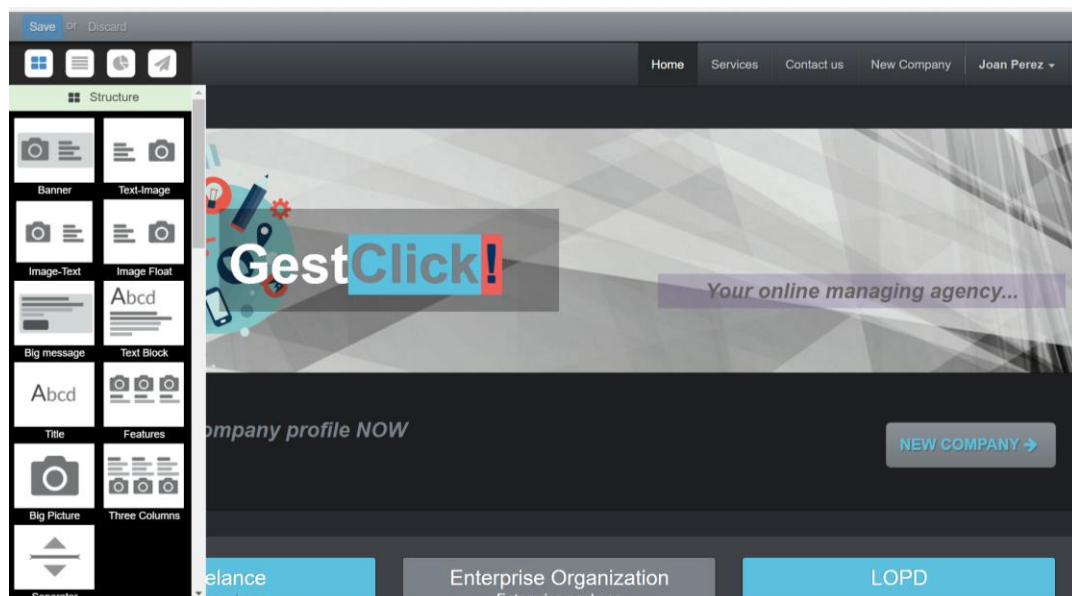 Save or Discard
Home Services Contact us New Company Joan Perez
Structure
Banner Text-Image
Image-Text Image Float
Abcd
Big message Text Block
Abcd
Title Features
Big Picture Three Columns
Separator
GestClick!
Your online managing agency...
ompany profile NOW
NEW COMPANY
elance
Enterprise Organization
LOPD